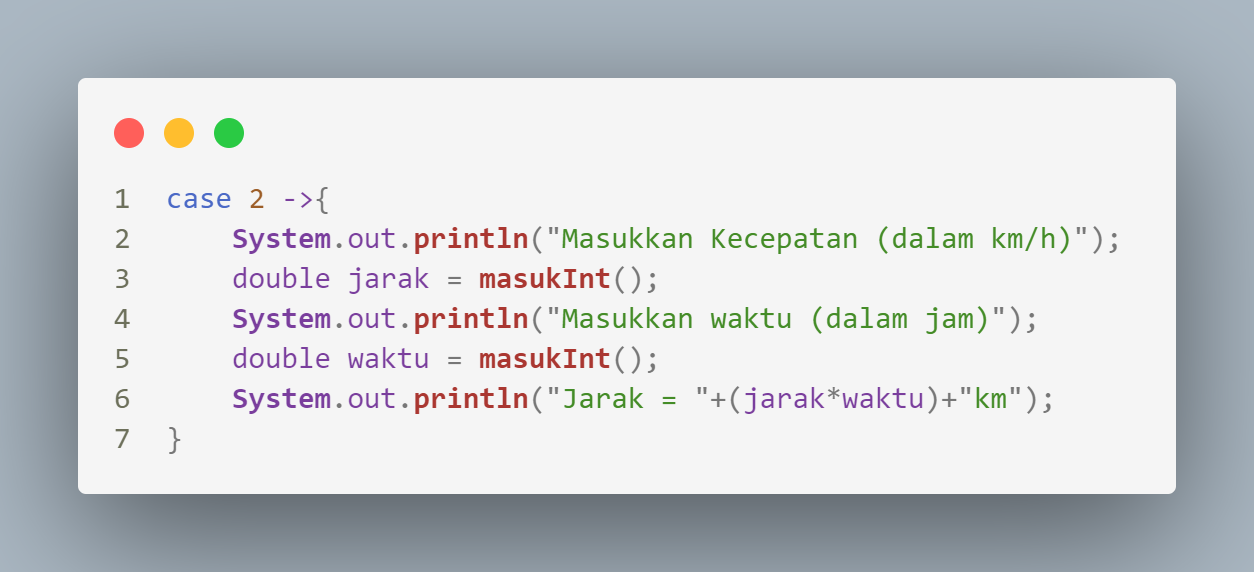 1 case 2 ->{
2     System.out.println("Masukkan Kecepatan (dalam km/h)");
3     double jarak = masukInt();
4     System.out.println("Masukkan waktu (dalam jam)");
5     double waktu = masukInt();
6     System.out.println("Jarak = "+(jarak*waktu)+"km");
7 }